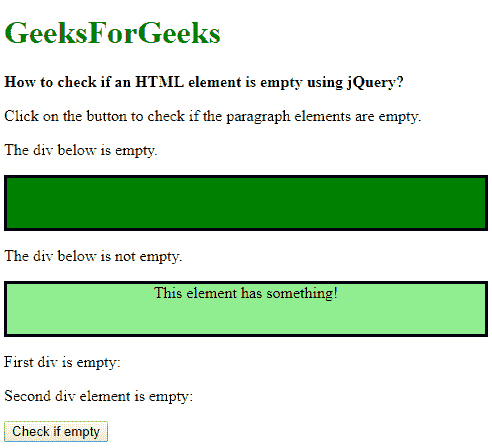 GeeksForGeeks
How to check if an HTML element is empty using jQuery?
Click on the button to check if the paragraph elements are empty.
The div below is empty.
The div below is not empty.
This element has something!
First div is empty:
Second div element is empty:
Check if empty